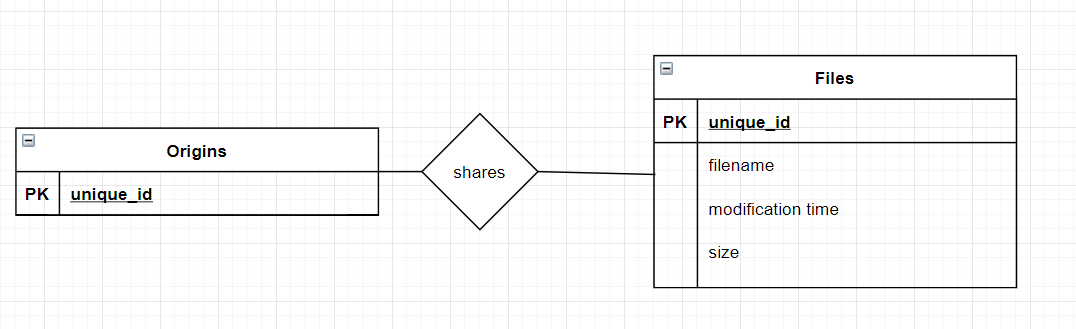 Origins
PK unique_id
shares
Files
PK unique_id
filename
modification time
size